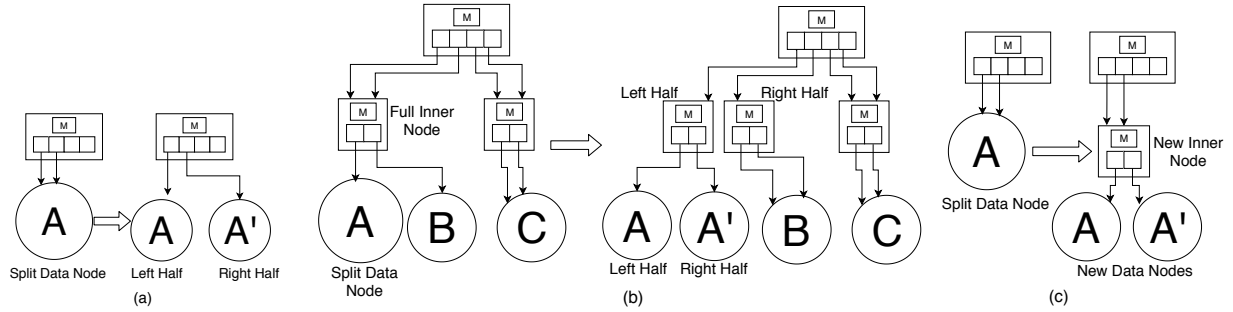 M
M
A
A
A'
Split Data Node
Left Half
Right Half
(a)
M
M
Full Inner
Node
M
A
B
C
Split Data
Node
M
Left Half
M
Right Half
M
M
A
A'
B
C
Left Half
Right Half
(b)
M
M
A
Split Data Node
M
New Inner
Node
A
A'
New Data Nodes
(c)